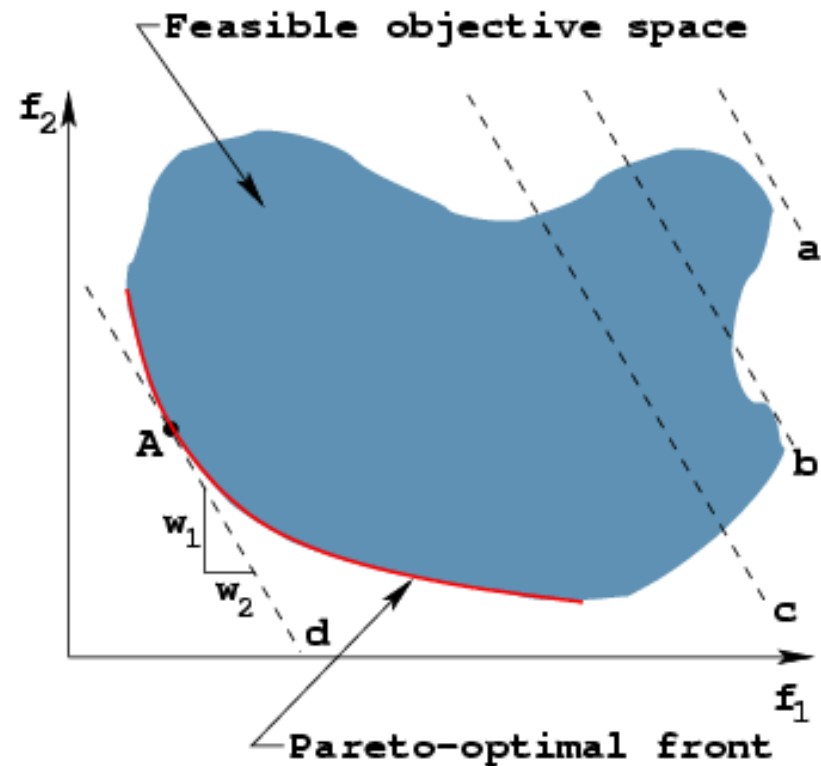 Feasible objective space
f2
a
A
b
w1
w2
c
d
f1
Pareto-optimal front